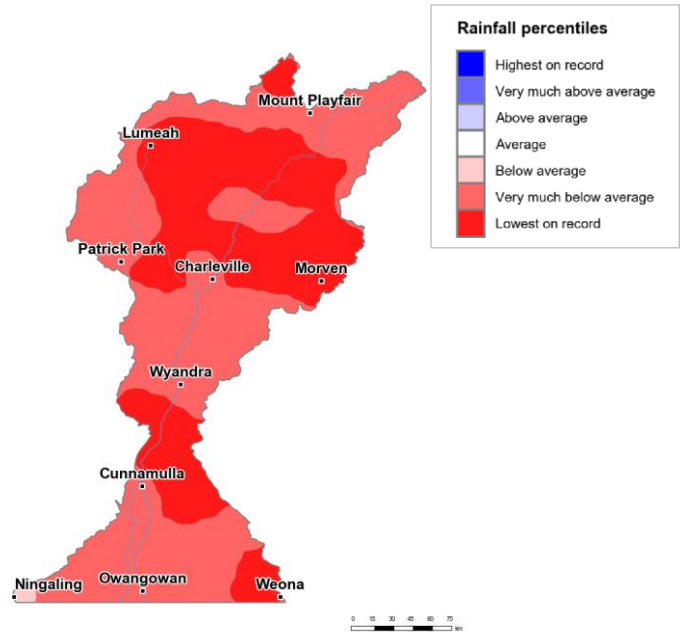 Rainfall percentiles
Highest on record
Very much above average
Above average
Average
Below average
Very much below average
Lowest on record
Mount Playfair
Lumeah
Patrick Park
Charleville
Morven
Wyandra
Cunnamulla
Ningaling
Owangowan
Weona
0 15 30 45 60 75
km